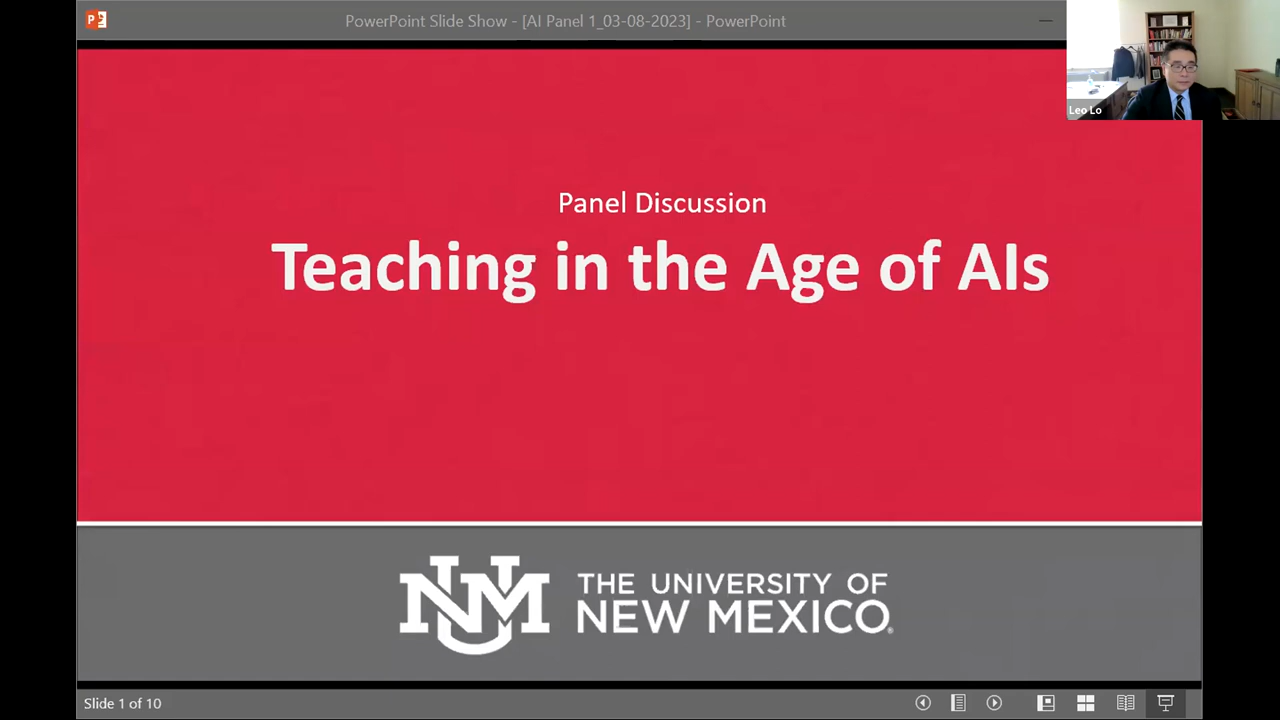 PowerPoint Slide Show - [AI Panel 1_03-08-2023] - PowerPoint
Leo Lo
Panel Discussion
Teaching in the Age of AIs
UNM
THE UNIVERSITY OF
NEW MEXICO®
Slide 1 of 10